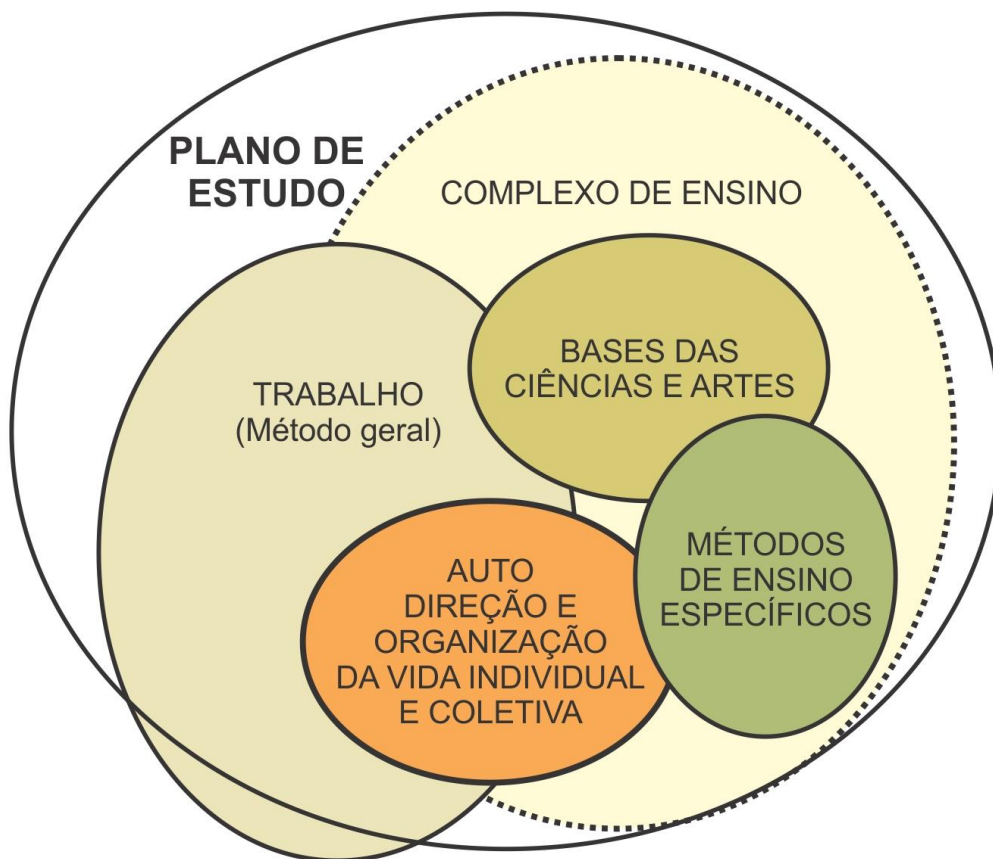 PLANO DE
ESTUDO
COMPLEXO DE ENSINO
BASES DAS
CIÊNCIAS E ARTES
TRABALHO
(Método geral)
MÉTODOS
DE ENSINO
ESPECÍFICOS
AUTO
DIREÇÃO E
ORGANIZAÇÃO
DA VIDA INDIVIDUAL
E COLETIVA